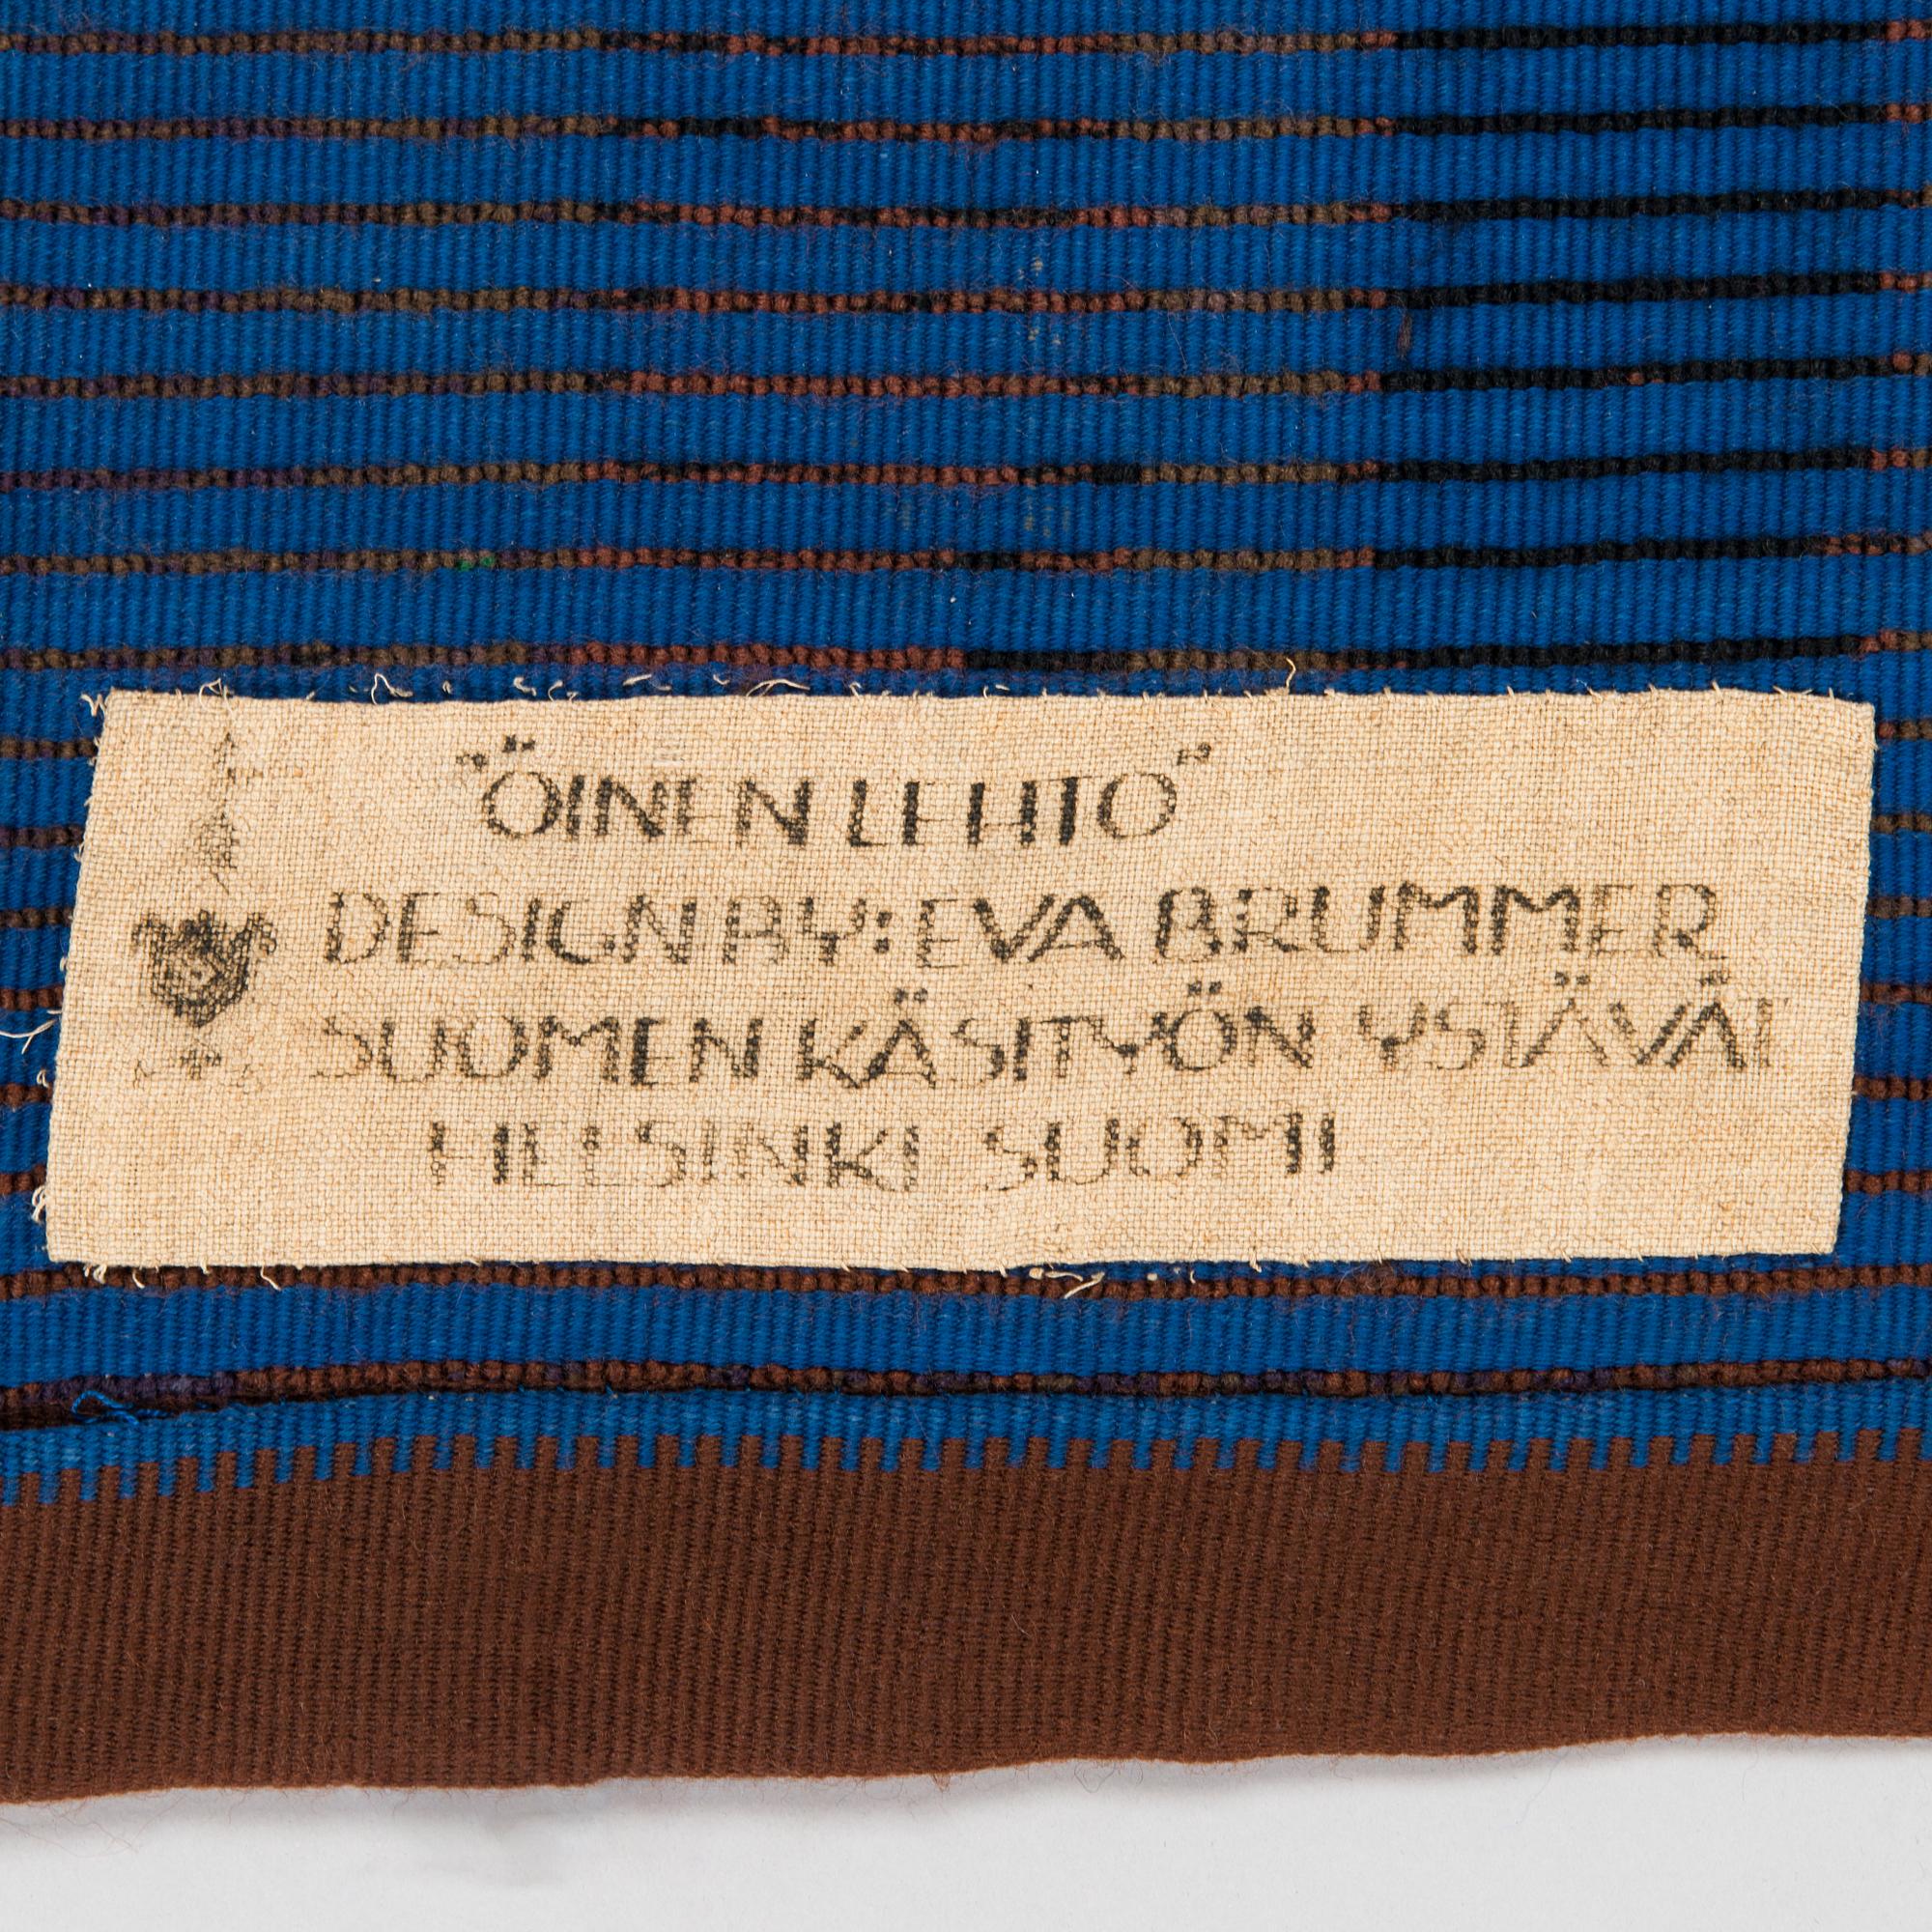 "ÖINEN LEHTO"
DESIGN BY: EVA BRUMMER
SUOMEN KÄSITYÖN YSTÄVÄT
HELSINKI SUOMI